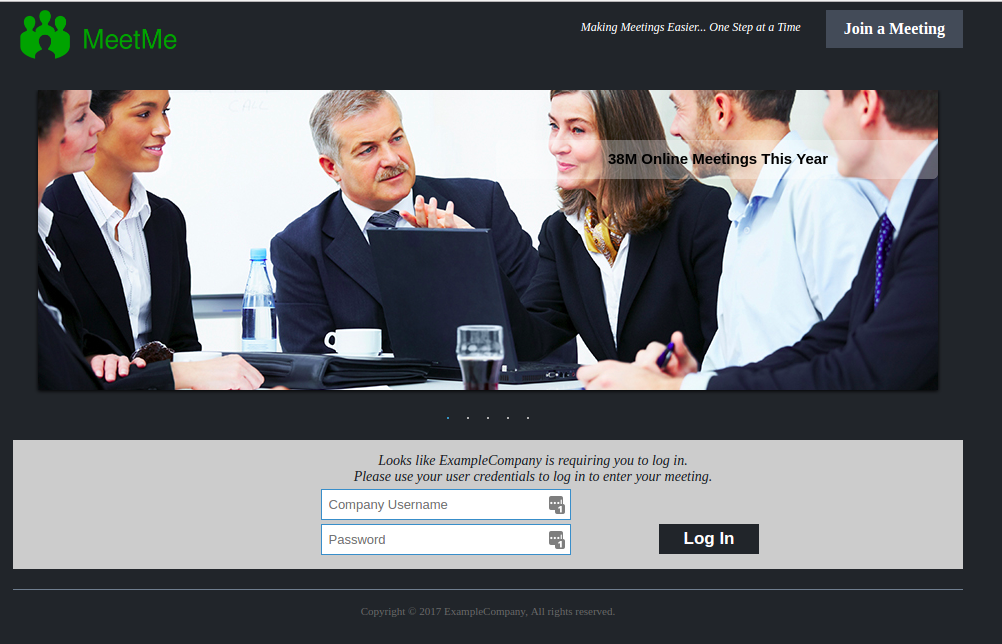 MeetMe
Making Meetings Easier... One Step at a Time
Join a Meeting
38M Online Meetings This Year
Looks like ExampleCompany is requiring you to log in.
Please use your user credentials to log in to enter your meeting.
Company Username
Password
Log In
Copyright © 2017 ExampleCompany, All rights reserved.